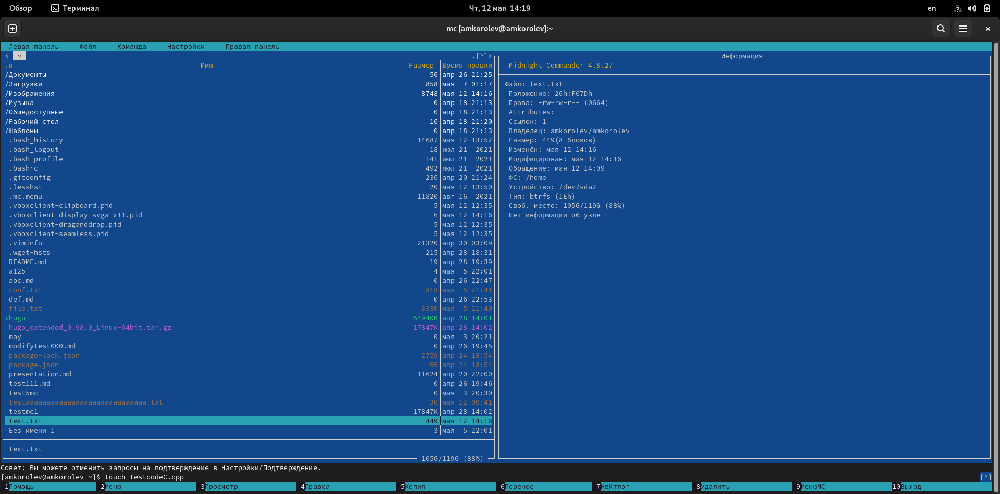 Обзор Терминал Чт, 12 мая 14:19 en
mc [amkorolev@amkorolev]:~
Левая панель Файл Команда Настройки Правая панель
<─ ~ .[^]>
.и Имя Размер Время правки
/Документы 56 апр 26 21:25
/Загрузки 858 мая 7 01:17
/Изображения 8748 мая 12 14:16
/Музыка 0 апр 18 21:13
/Общедоступные 0 апр 18 21:13
/Рабочий стол 16 апр 18 21:20
/Шаблоны 0 апр 18 21:13
.bash_history 14687 мая 12 13:52
.bash_logout 18 июл 21 2021
.bash_profile 141 июл 21 2021
.bashrc 492 июл 21 2021
.gitconfig 236 апр 20 21:24
.lesshst 20 мая 12 13:50
.mc.menu 11820 авг 16 2021
.vboxclient-clipboard.pid 5 мая 12 12:35
.vboxclient-display-svga-x11.pid 6 мая 12 14:16
.vboxclient-draganddrop.pid 5 мая 12 12:35
.vboxclient-seamless.pid 5 мая 12 12:35
.viminfo 21320 апр 30 03:09
.wget-hsts 215 апр 28 18:31
README.md 19 апр 28 19:39
a125 4 мая 5 22:01
abc.md 0 апр 26 22:47
conf.txt 818 мая 5 21:41
def.md 0 апр 26 22:53
file.txt 3330 мая 5 21:40
*hugo 54940K апр 28 14:01
hugo_extended_0.98.0_Linux-64bit.tar.gz 17847K апр 28 14:02
may 0 мая 3 20:21
modifytest000.md 0 апр 26 19:45
package-lock.json 2759 апр 24 18:54
package.json 66 апр 24 18:54
presentation.md 11624 апр 20 22:00
test111.md 0 апр 26 19:46
test5mc 0 мая 3 20:30
testaaaaaaaaaaaaaaaaaaaaaaaaaaaaa.txt 30 мая 12 00:41
testmc1 17847K апр 28 14:02
text.txt 449 мая 12 14:16
Без имени 1 3 мая 5 22:01
text.txt
105G/119G (88%)
Информация
Midnight Commander 4.8.27
Файл: text.txt
Положение: 26h:F67Dh
Права: -rw-rw-r-- (0664)
Attributes: -------------------------
Ссылок: 1
Владелец: amkorolev/amkorolev
Размер: 449(8 блоков)
Изменён: мая 12 14:16
Модифицирован: мая 12 14:16
Обращение: мая 12 14:09
ФС: /home
Устройство: /dev/sda2
Тип: btrfs (1Eh)
Своб. место: 105G/119G (88%)
Нет информации об узле
Совет: Вы можете отменить запросы на подтверждение в Настройки/Подтверждение.
[amkorolev@amkorolev ~]$ touch testcodeC.cpp [^]
1Помощь 2Меню 3Просмотр 4Правка 5Копия 6Перенос 7НвКтлог 8Удалить 9МенюMC 10Выход